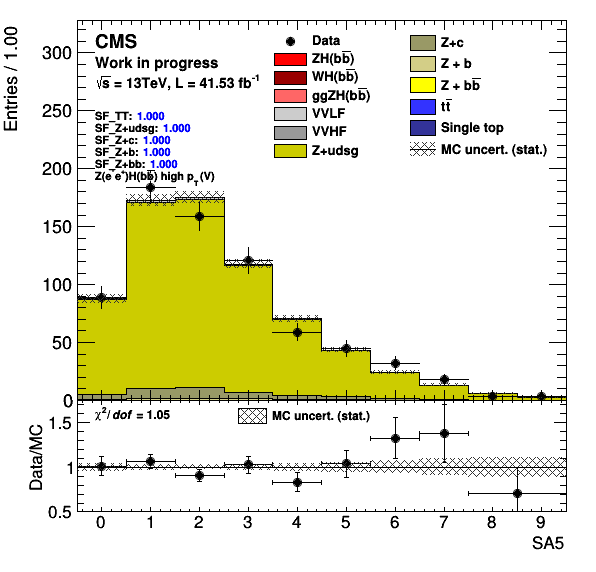 CMS
Work in progress
√s = 13TeV, L = 41.53 fb⁻¹
SF_TT: 1.000
SF_Z+udsg: 1.000
SF_Z+c: 1.000
SF_Z+b: 1.000
SF_Z+bb: 1.000
Z(e⁻e⁺)H(bb̅) high p_T(V)
Data
ZH(bb̅)
WH(bb̅)
ggZH(bb̅)
VVLF
VVHF
Z+udsg
Z+c
Z + b
Z + bb̅
tt̅
Single top
MC uncert. (stat.)
Entries / 1.00
300
250
200
150
100
50
0
χ²/dof = 1.05
MC uncert. (stat.)
Data/MC
1.5
1
0.5
0 1 2 3 4 5 6 7 8 9
SA5